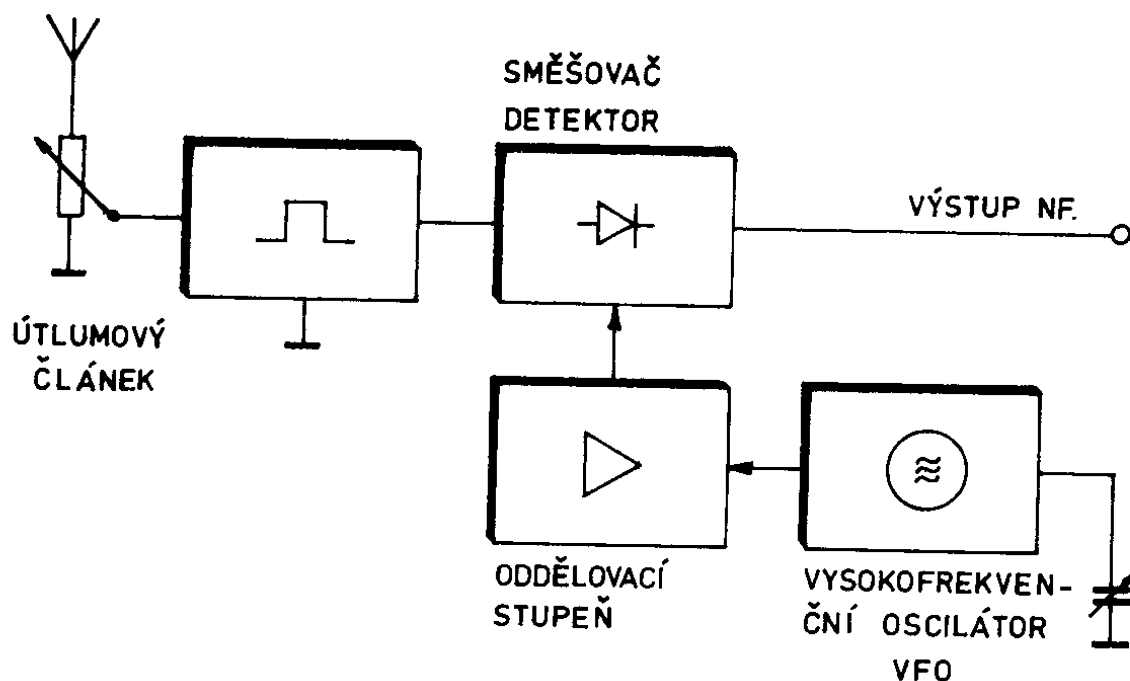 SMĚŠOVAČ
DETEKTOR
VÝSTUP NF.
ÚTLUMOVÝ
ČLÁNEK
ODDĚLOVACÍ
STUPEŇ
VYSOKOFREKVEN-
ČNÍ OSCILÁTOR
VFO